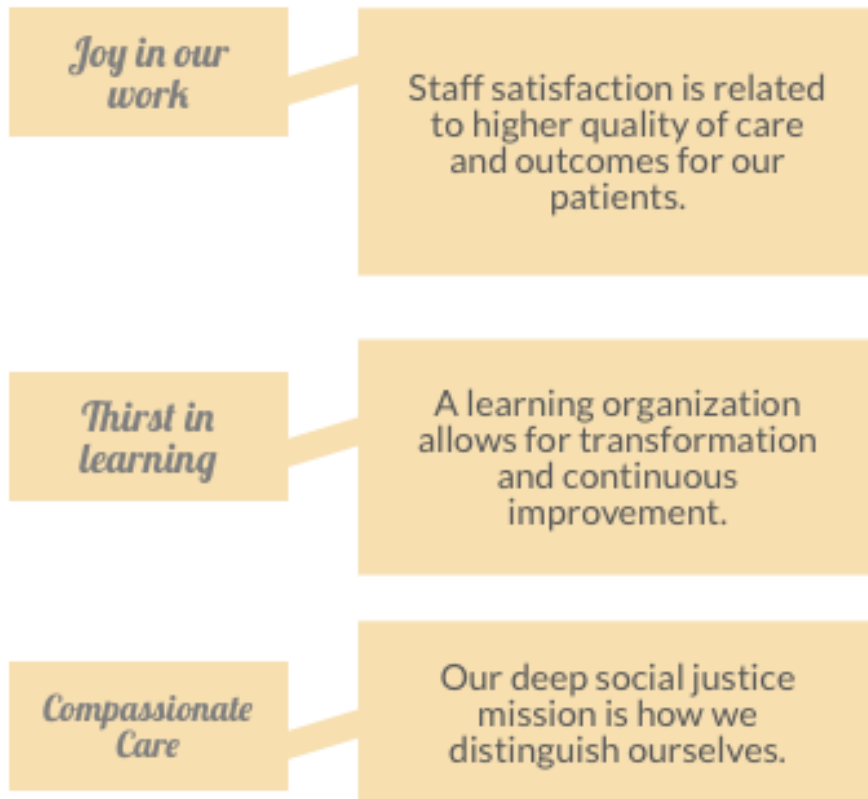 Joy in our
work
Staff satisfaction is related
to higher quality of care
and outcomes for our
patients.
Thirst in
learning
A learning organization
allows for transformation
and continuous
improvement.
Compassionate
Care
Our deep social justice
mission is how we
distinguish ourselves.